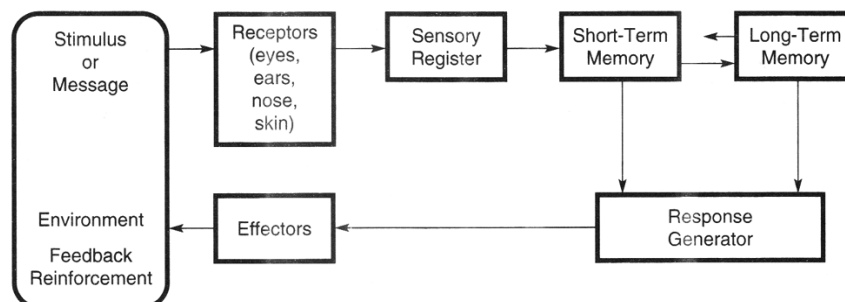 Stimulus
or
Message
Receptors
(eyes,
ears,
nose,
skin)
Sensory
Register
Short-Term
Memory
Long-Term
Memory
Environment
Feedback
Reinforcement
Effectors
Response
Generator